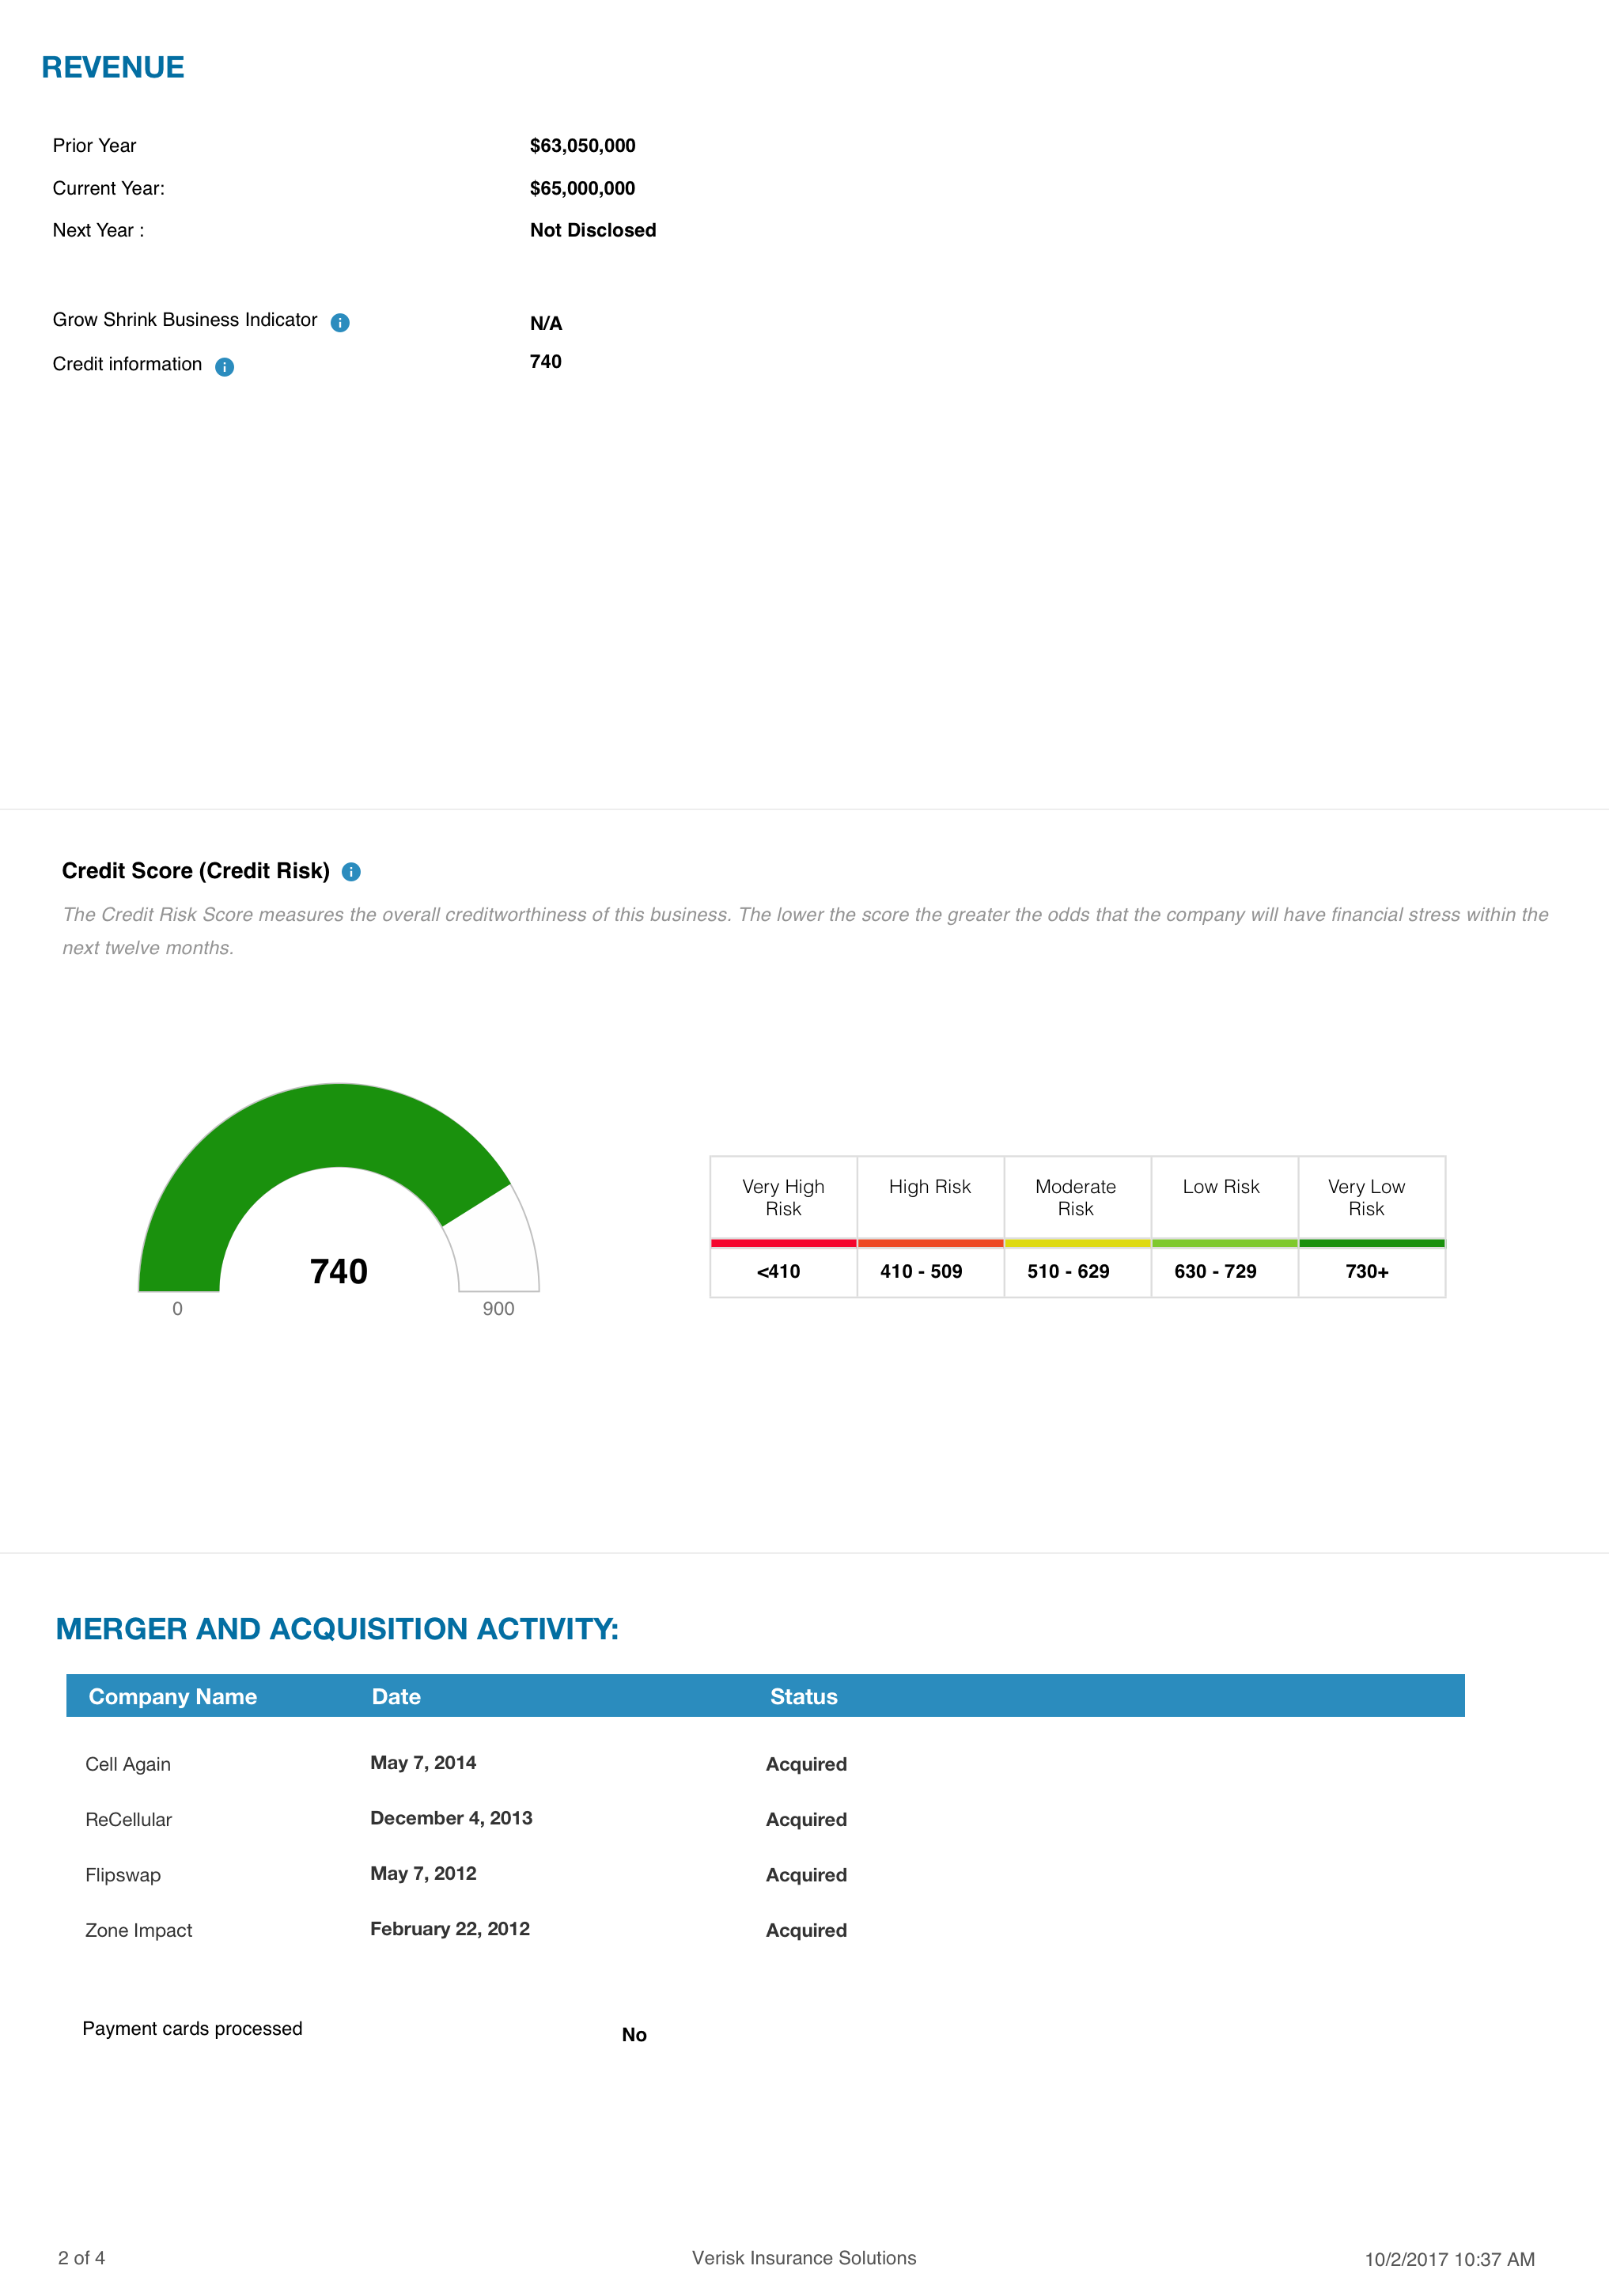 REVENUE
Prior Year $63,050,000
Current Year: $65,000,000
Next Year : Not Disclosed
Grow Shrink Business Indicator i N/A
Credit information i 740
Credit Score (Credit Risk) i
The Credit Risk Score measures the overall creditworthiness of this business. The lower the score the greater the odds that the company will have financial stress within the
next twelve months.
740
0 900
Very High High Risk Moderate Low Risk Very Low
Risk Risk Risk
<410 410 - 509 510 - 629 630 - 729 730+
MERGER AND ACQUISITION ACTIVITY:
Company Name Date Status
Cell Again May 7, 2014 Acquired
ReCellular December 4, 2013 Acquired
Flipswap May 7, 2012 Acquired
Zone Impact February 22, 2012 Acquired
Payment cards processed No
2 of 4 Verisk Insurance Solutions 10/2/2017 10:37 AM